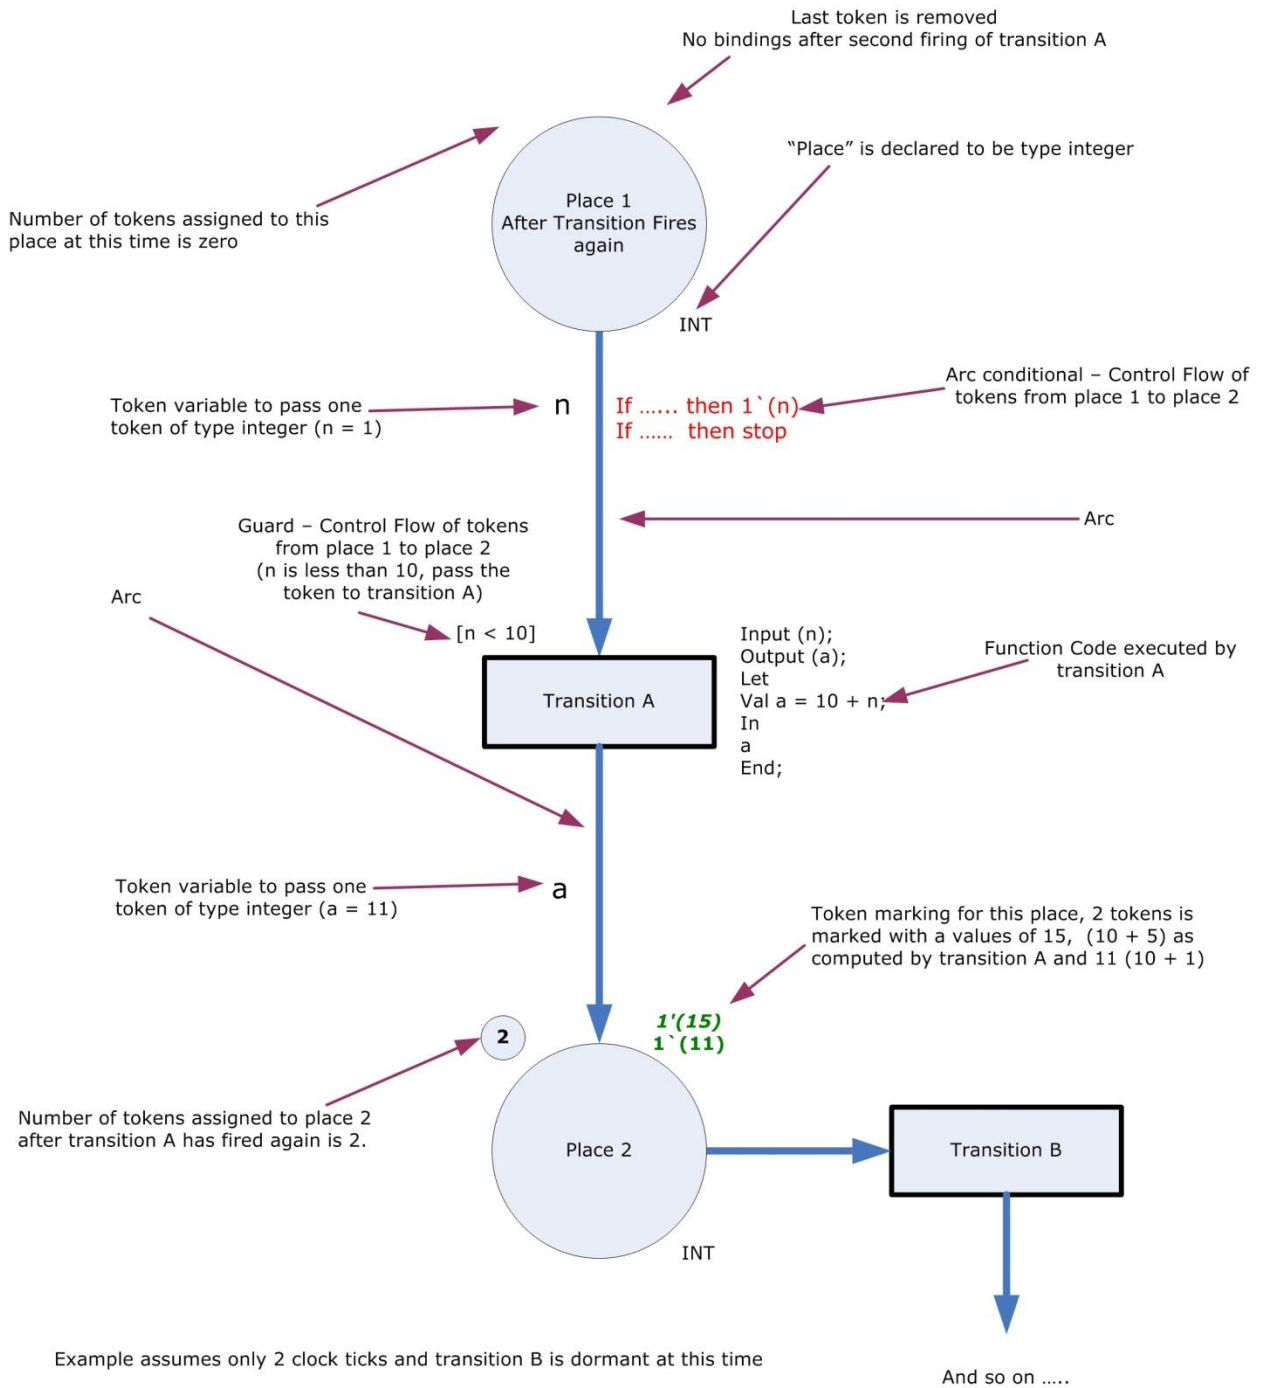 Last token is removed
No bindings after second firing of transition A
“Place” is declared to be type integer
Number of tokens assigned to this
place at this time is zero
Place 1
After Transition Fires
again
INT
Token variable to pass one
token of type integer (n = 1)
n
If …... then 1`(n)
If ...... then stop
Arc conditional – Control Flow of
tokens from place 1 to place 2
Arc
Guard – Control Flow of tokens
from place 1 to place 2
(n is less than 10, pass the
token to transition A)
Arc
[n < 10]
Transition A
Input (n);
Output (a);
Let
Val a = 10 + n;
In
a
End;
Function Code executed by
transition A
Token variable to pass one
token of type integer (a = 11)
a
Token marking for this place, 2 tokens is
marked with a values of 15,  (10 + 5) as
computed by transition A and 11 (10 + 1)
1'(15)
1`(11)
2
Number of tokens assigned to place 2
after transition A has fired again is 2.
Place 2
INT
Transition B
Example assumes only 2 clock ticks and transition B is dormant at this time
And so on …..